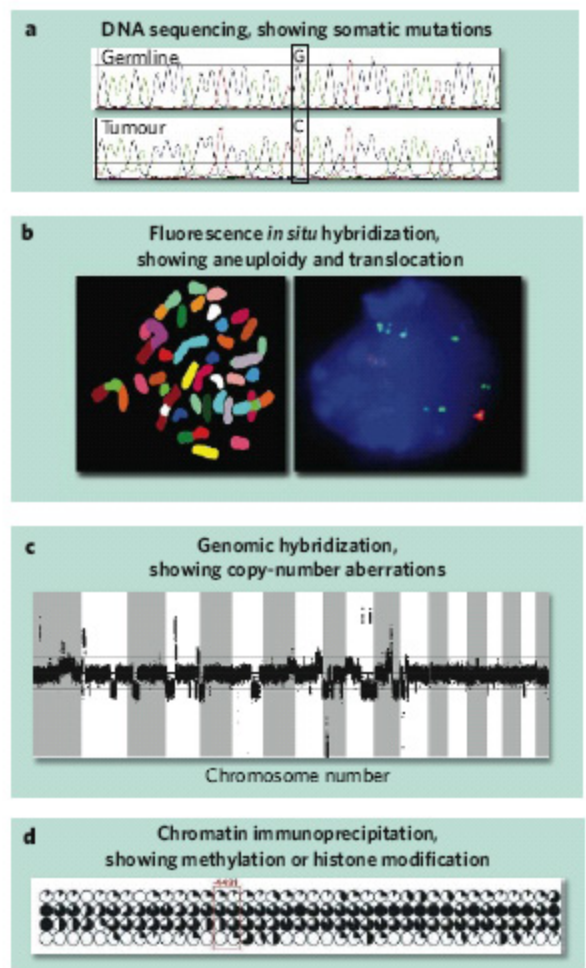 a
DNA sequencing, showing somatic mutations
Germline
G
Tumour
C
b
Fluorescence in situ hybridization,
showing aneuploidy and translocation
c
Genomic hybridization,
showing copy-number aberrations
Chromosome number
d
Chromatin immunoprecipitation,
showing methylation or histone modification